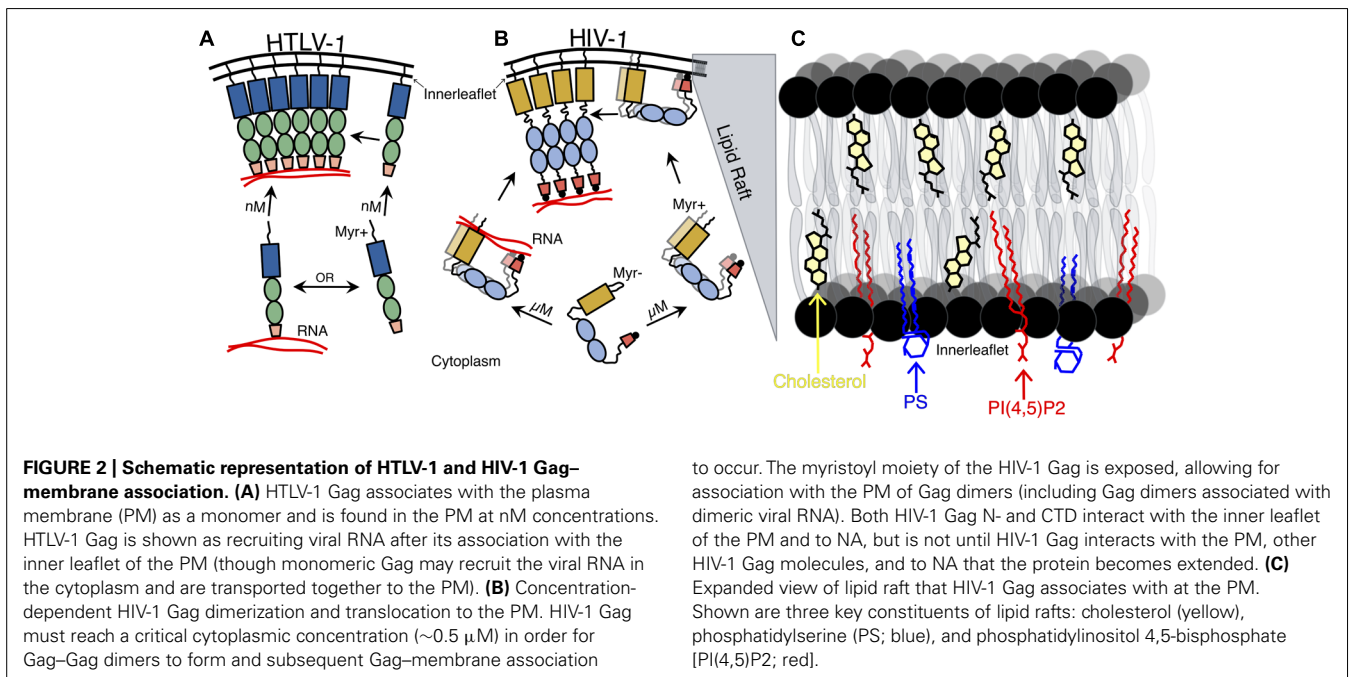 A
HTLV-1
nM
nM
Myr+
OR
RNA
B
HIV-1
Innerleaflet
Lipid Raft
RNA
Myr+
Myr-
µM
µM
Cytoplasm
C
Innerleaflet
Cholesterol
PS
PI(4,5)P2
FIGURE 2 | Schematic representation of HTLV-1 and HIV-1 Gag–
membrane association. (A) HTLV-1 Gag associates with the plasma
membrane (PM) as a monomer and is found in the PM at nM concentrations.
HTLV-1 Gag is shown as recruiting viral RNA after its association with the
inner leaflet of the PM (though monomeric Gag may recruit the viral RNA in
the cytoplasm and are transported together to the PM). (B) Concentration-
dependent HIV-1 Gag dimerization and translocation to the PM. HIV-1 Gag
must reach a critical cytoplasmic concentration (∼0.5 µM) in order for
Gag–Gag dimers to form and subsequent Gag–membrane association
to occur. The myristoyl moiety of the HIV-1 Gag is exposed, allowing for
association with the PM of Gag dimers (including Gag dimers associated with
dimeric viral RNA). Both HIV-1 Gag N- and CTD interact with the inner leaflet
of the PM and to NA, but is not until HIV-1 Gag interacts with the PM, other
HIV-1 Gag molecules, and to NA that the protein becomes extended. (C)
Expanded view of lipid raft that HIV-1 Gag associates with at the PM.
Shown are three key constituents of lipid rafts: cholesterol (yellow),
phosphatidylserine (PS; blue), and phosphatidylinositol 4,5-bisphosphate
[PI(4,5)P2; red].